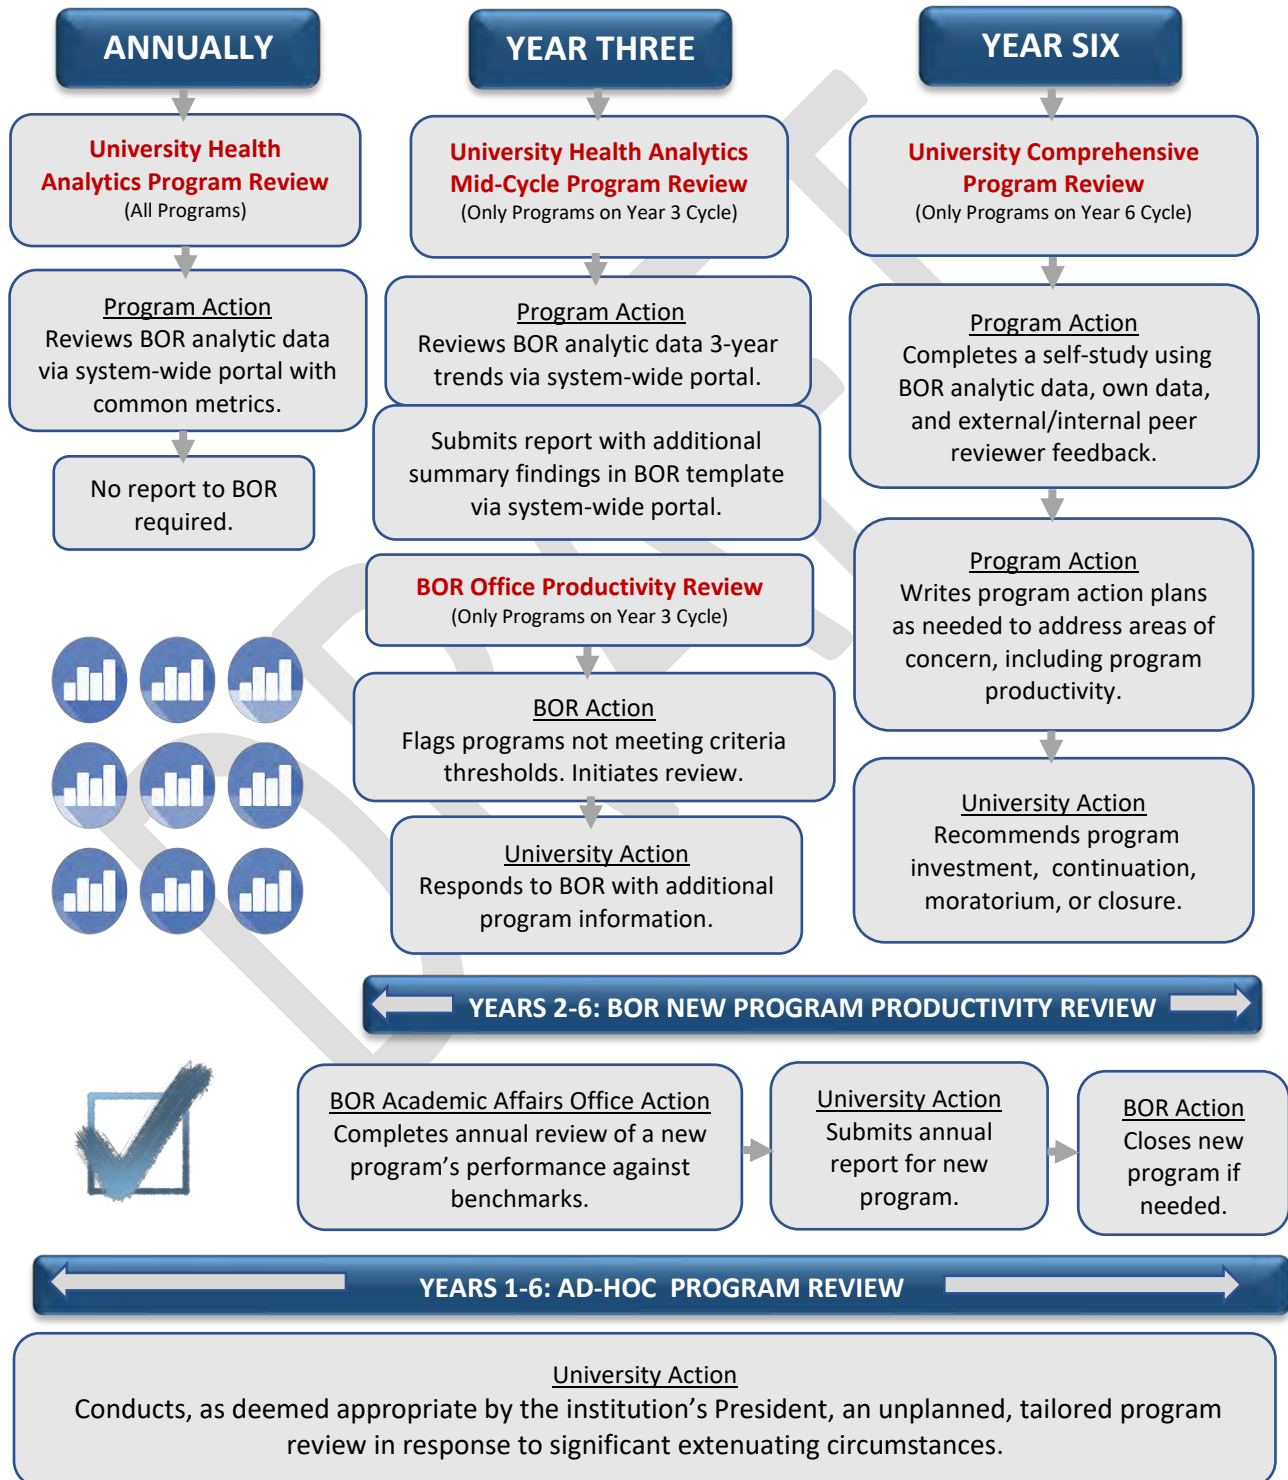 ANNUALLY
University Health
Analytics Program Review
(All Programs)
Program Action
Reviews BOR analytic data
via system-wide portal with
common metrics.
No report to BOR
required.
YEAR THREE
University Health Analytics
Mid-Cycle Program Review
(Only Programs on Year 3 Cycle)
Program Action
Reviews BOR analytic data 3-year
trends via system-wide portal.
Submits report with additional
summary findings in BOR template
via system-wide portal.
BOR Office Productivity Review
(Only Programs on Year 3 Cycle)
BOR Action
Flags programs not meeting criteria
thresholds. Initiates review.
University Action
Responds to BOR with additional
program information.
YEAR SIX
University Comprehensive
Program Review
(Only Programs on Year 6 Cycle)
Program Action
Completes a self-study using
BOR analytic data, own data,
and external/internal peer
reviewer feedback.
Program Action
Writes program action plans
as needed to address areas of
concern, including program
productivity.
University Action
Recommends program
investment, continuation,
moratorium, or closure.
YEARS 2-6: BOR NEW PROGRAM PRODUCTIVITY REVIEW
BOR Academic Affairs Office Action
Completes annual review of a new
program’s performance against
benchmarks.
University Action
Submits annual
report for new
program.
BOR Action
Closes new
program if
needed.
YEARS 1-6: AD-HOC PROGRAM REVIEW
University Action
Conducts, as deemed appropriate by the institution’s President, an unplanned, tailored program
review in response to significant extenuating circumstances.
DRAFT